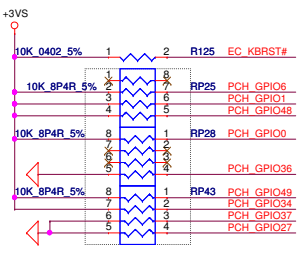 +3VS
10K_0402_5% 1 2 R125 EC_KBRST#
1 8
10K_8P4R_5% 2 7 RP25 PCH_GPIO6
3 6 PCH_GPIO1
4 5 PCH_GPIO48
10K_8P4R_5% 8 1 RP28 PCH_GPIO0
7 2
6 3
5 4 PCH_GPIO36
10K_8P4R_5% 8 1 RP43 PCH_GPIO49
7 2 PCH_GPIO34
6 3 PCH_GPIO37
5 4 PCH_GPIO27